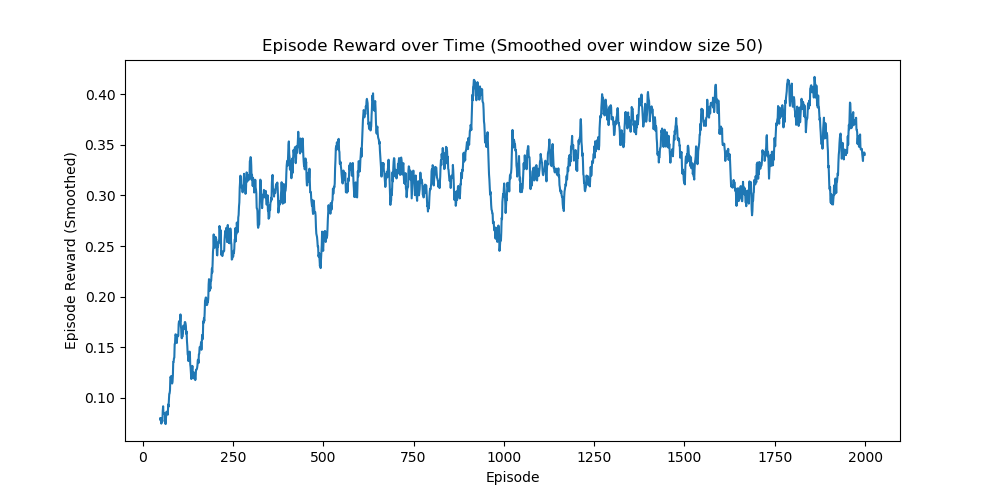 Episode Reward over Time (Smoothed over window size 50)
Episode Reward (Smoothed)
0.40
0.35
0.30
0.25
0.20
0.15
0.10
0 250 500 750 1000 1250 1500 1750 2000
Episode